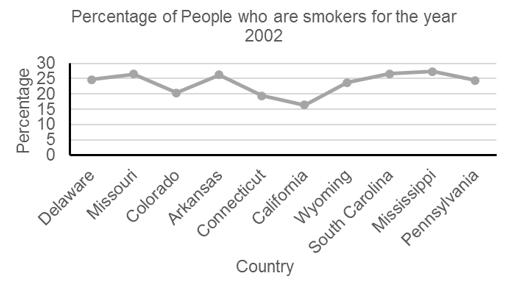 Percentage of People who are smokers for the year
2002
Percentage
30
25
20
15
10
5
0
Delaware
Missouri
Colorado
Arkansas
Connecticut
California
Wyoming
South Carolina
Mississippi
Pennsylvania
Country